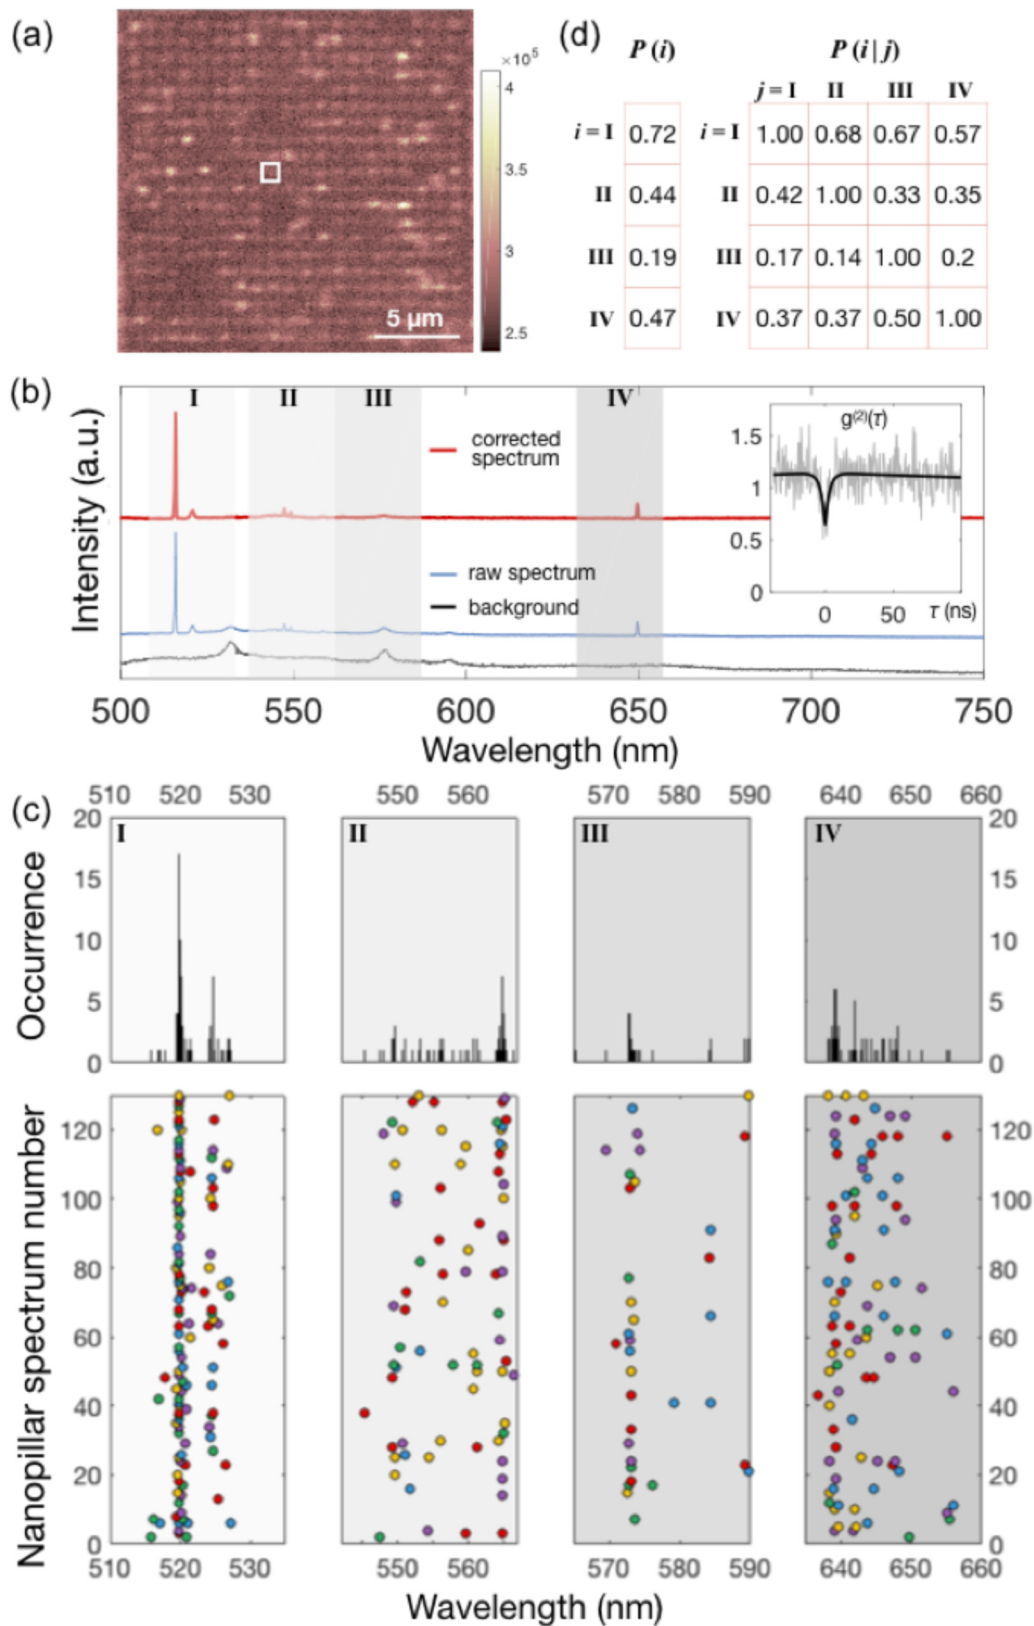 (a)
×10⁵
4
3.5
3
2.5
5 µm
(d)
P (i)
P (i | j)
j = I II III IV
i = I 0.72 i = I 1.00 0.68 0.67 0.57
II 0.44 II 0.42 1.00 0.33 0.35
III 0.19 III 0.17 0.14 1.00 0.2
IV 0.47 IV 0.37 0.37 0.50 1.00
(b)
Intensity (a.u.)
I II III IV
corrected
spectrum
raw spectrum
background
g⁽²⁾(τ)
1.5
1
0.5
0
0 50 τ (ns)
500 550 600 650 700 750
Wavelength (nm)
(c)
510 520 530 550 560 570 580 590 640 650 660
I II III IV
Occurrence
20 20
15 15
10 10
5 5
0 0
Nanopillar spectrum number
120 120
100 100
80 80
60 60
40 40
20 20
0 0
510 520 530 550 560 570 580 590 640 650 660
Wavelength (nm)